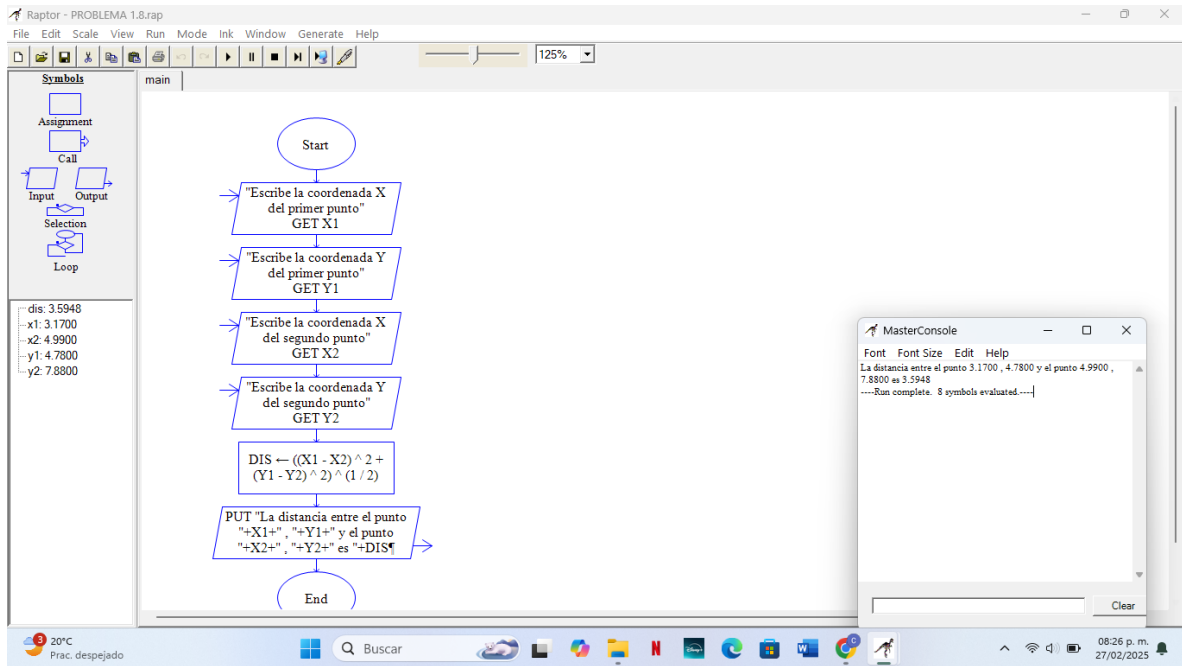 Raptor - PROBLEMA 1.8.rap
File Edit Scale View Run Mode Ink Window Generate Help
125%
Symbols
Assignment
Call
Input Output
Selection
Loop
dis: 3.5948
x1: 3.1700
x2: 4.9900
y1: 4.7800
y2: 7.8800
main
Start
"Escribe la coordenada X
del primer punto"
GET X1
"Escribe la coordenada Y
del primer punto"
GET Y1
"Escribe la coordenada X
del segundo punto"
GET X2
"Escribe la coordenada Y
del segundo punto"
GET Y2
DIS ← ((X1 - X2) ^ 2 +
(Y1 - Y2) ^ 2) ^ (1 / 2)
PUT "La distancia entre el punto
"+X1+" , "+Y1+" y el punto
"+X2+" , "+Y2+" es "+DIS¶
End
MasterConsole
Font Font Size Edit Help
La distancia entre el punto 3.1700 , 4.7800 y el punto 4.9900 ,
7.8800 es 3.5948
----Run complete. 8 symbols evaluated.----
Clear
3
20°C
Prac. despejado
Buscar
08:26 p. m.
27/02/2025